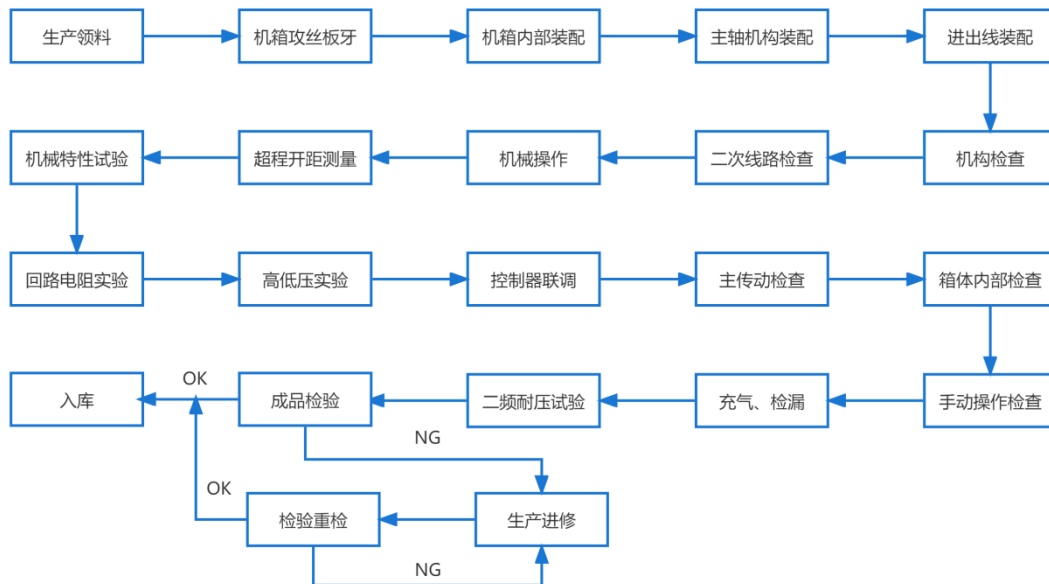 生产领料
机箱攻丝板牙
机箱内部装配
主轴机构装配
进出线装配
机构检查
二次线路检查
机械操作
超程开距测量
机械特性试验
回路电阻实验
高低压实验
控制器联调
主传动检查
箱体内部检查
手动操作检查
充气、检漏
二频耐压试验
成品检验
OK
入库
NG
生产进修
检验重检
OK
NG